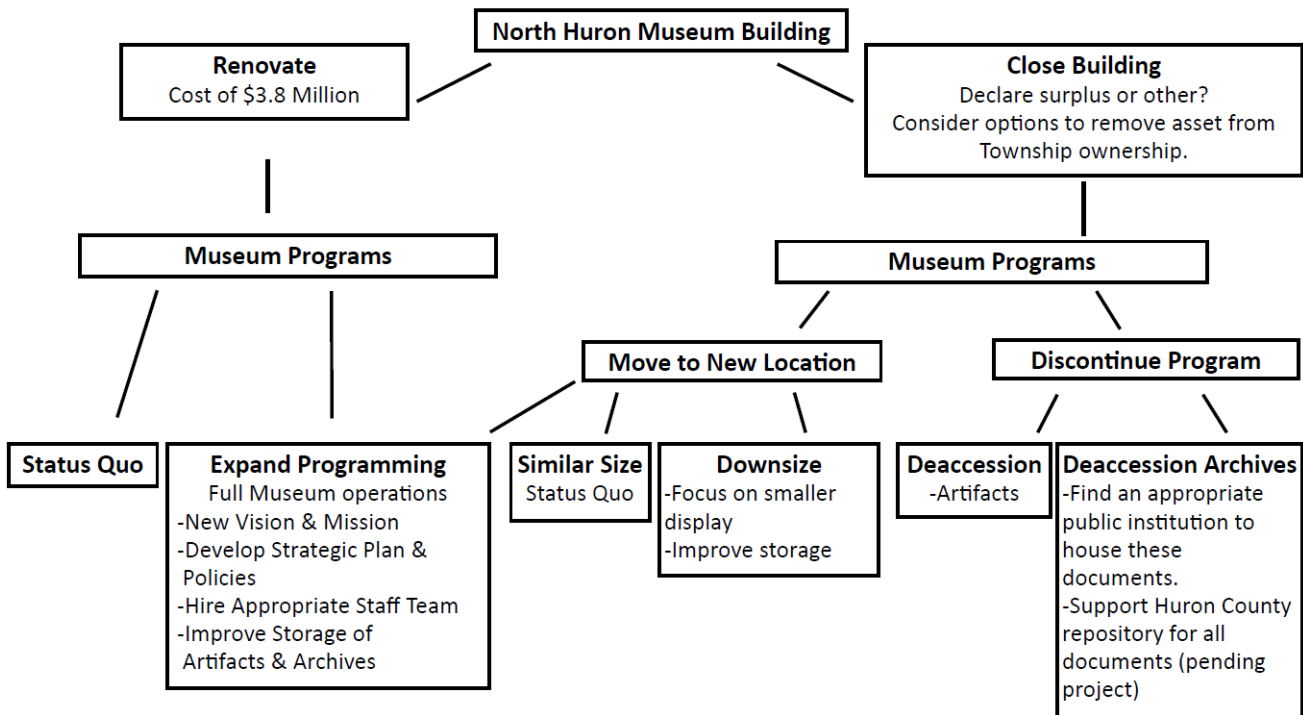 North Huron Museum Building
Renovate
Cost of $3.8 Million
Close Building
Declare surplus or other?
Consider options to remove asset from
Township ownership.
Museum Programs
Museum Programs
Move to New Location
Discontinue Program
Status Quo
Expand Programming
Full Museum operations
-New Vision & Mission
-Develop Strategic Plan &
Policies
-Hire Appropriate Staff Team
-Improve Storage of
Artifacts & Archives
Similar Size
Status Quo
Downsize
-Focus on smaller
display
-Improve storage
Deaccession
-Artifacts
Deaccession Archives
-Find an appropriate
public institution to
house these
documents.
-Support Huron County
repository for all
documents (pending
project)